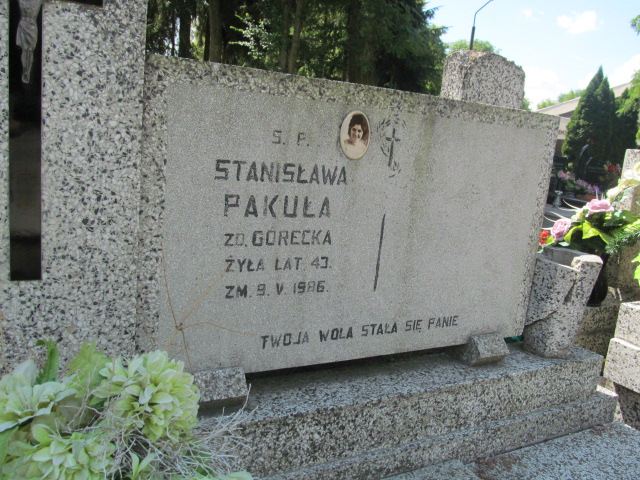 Ś. P.
STANISŁAWA
PAKUŁA
ZD. GÓRECKA
ŻYŁA LAT 43.
ZM. 9. V. 1986.
TWOJA WOLA STAŁA SIĘ PANIE